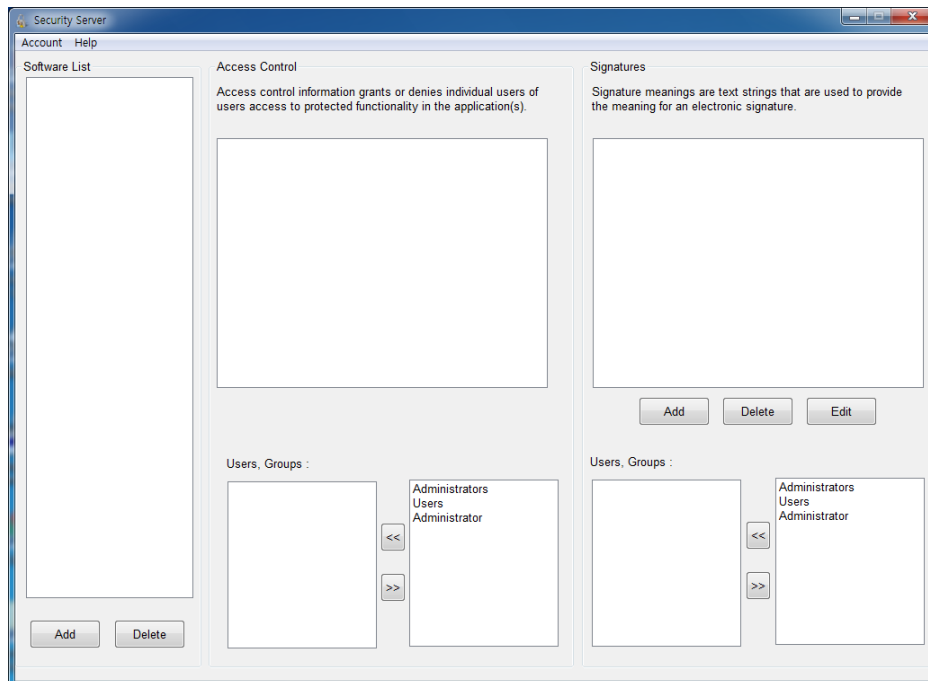 Security Server
Account Help
Software List
Add Delete
Access Control
Access control information grants or denies individual users of
users access to protected functionality in the application(s).
Users, Groups :
<<
>>
Administrators
Users
Administrator
Signatures
Signature meanings are text strings that are used to provide
the meaning for an electronic signature.
Add Delete Edit
Users, Groups :
<<
>>
Administrators
Users
Administrator